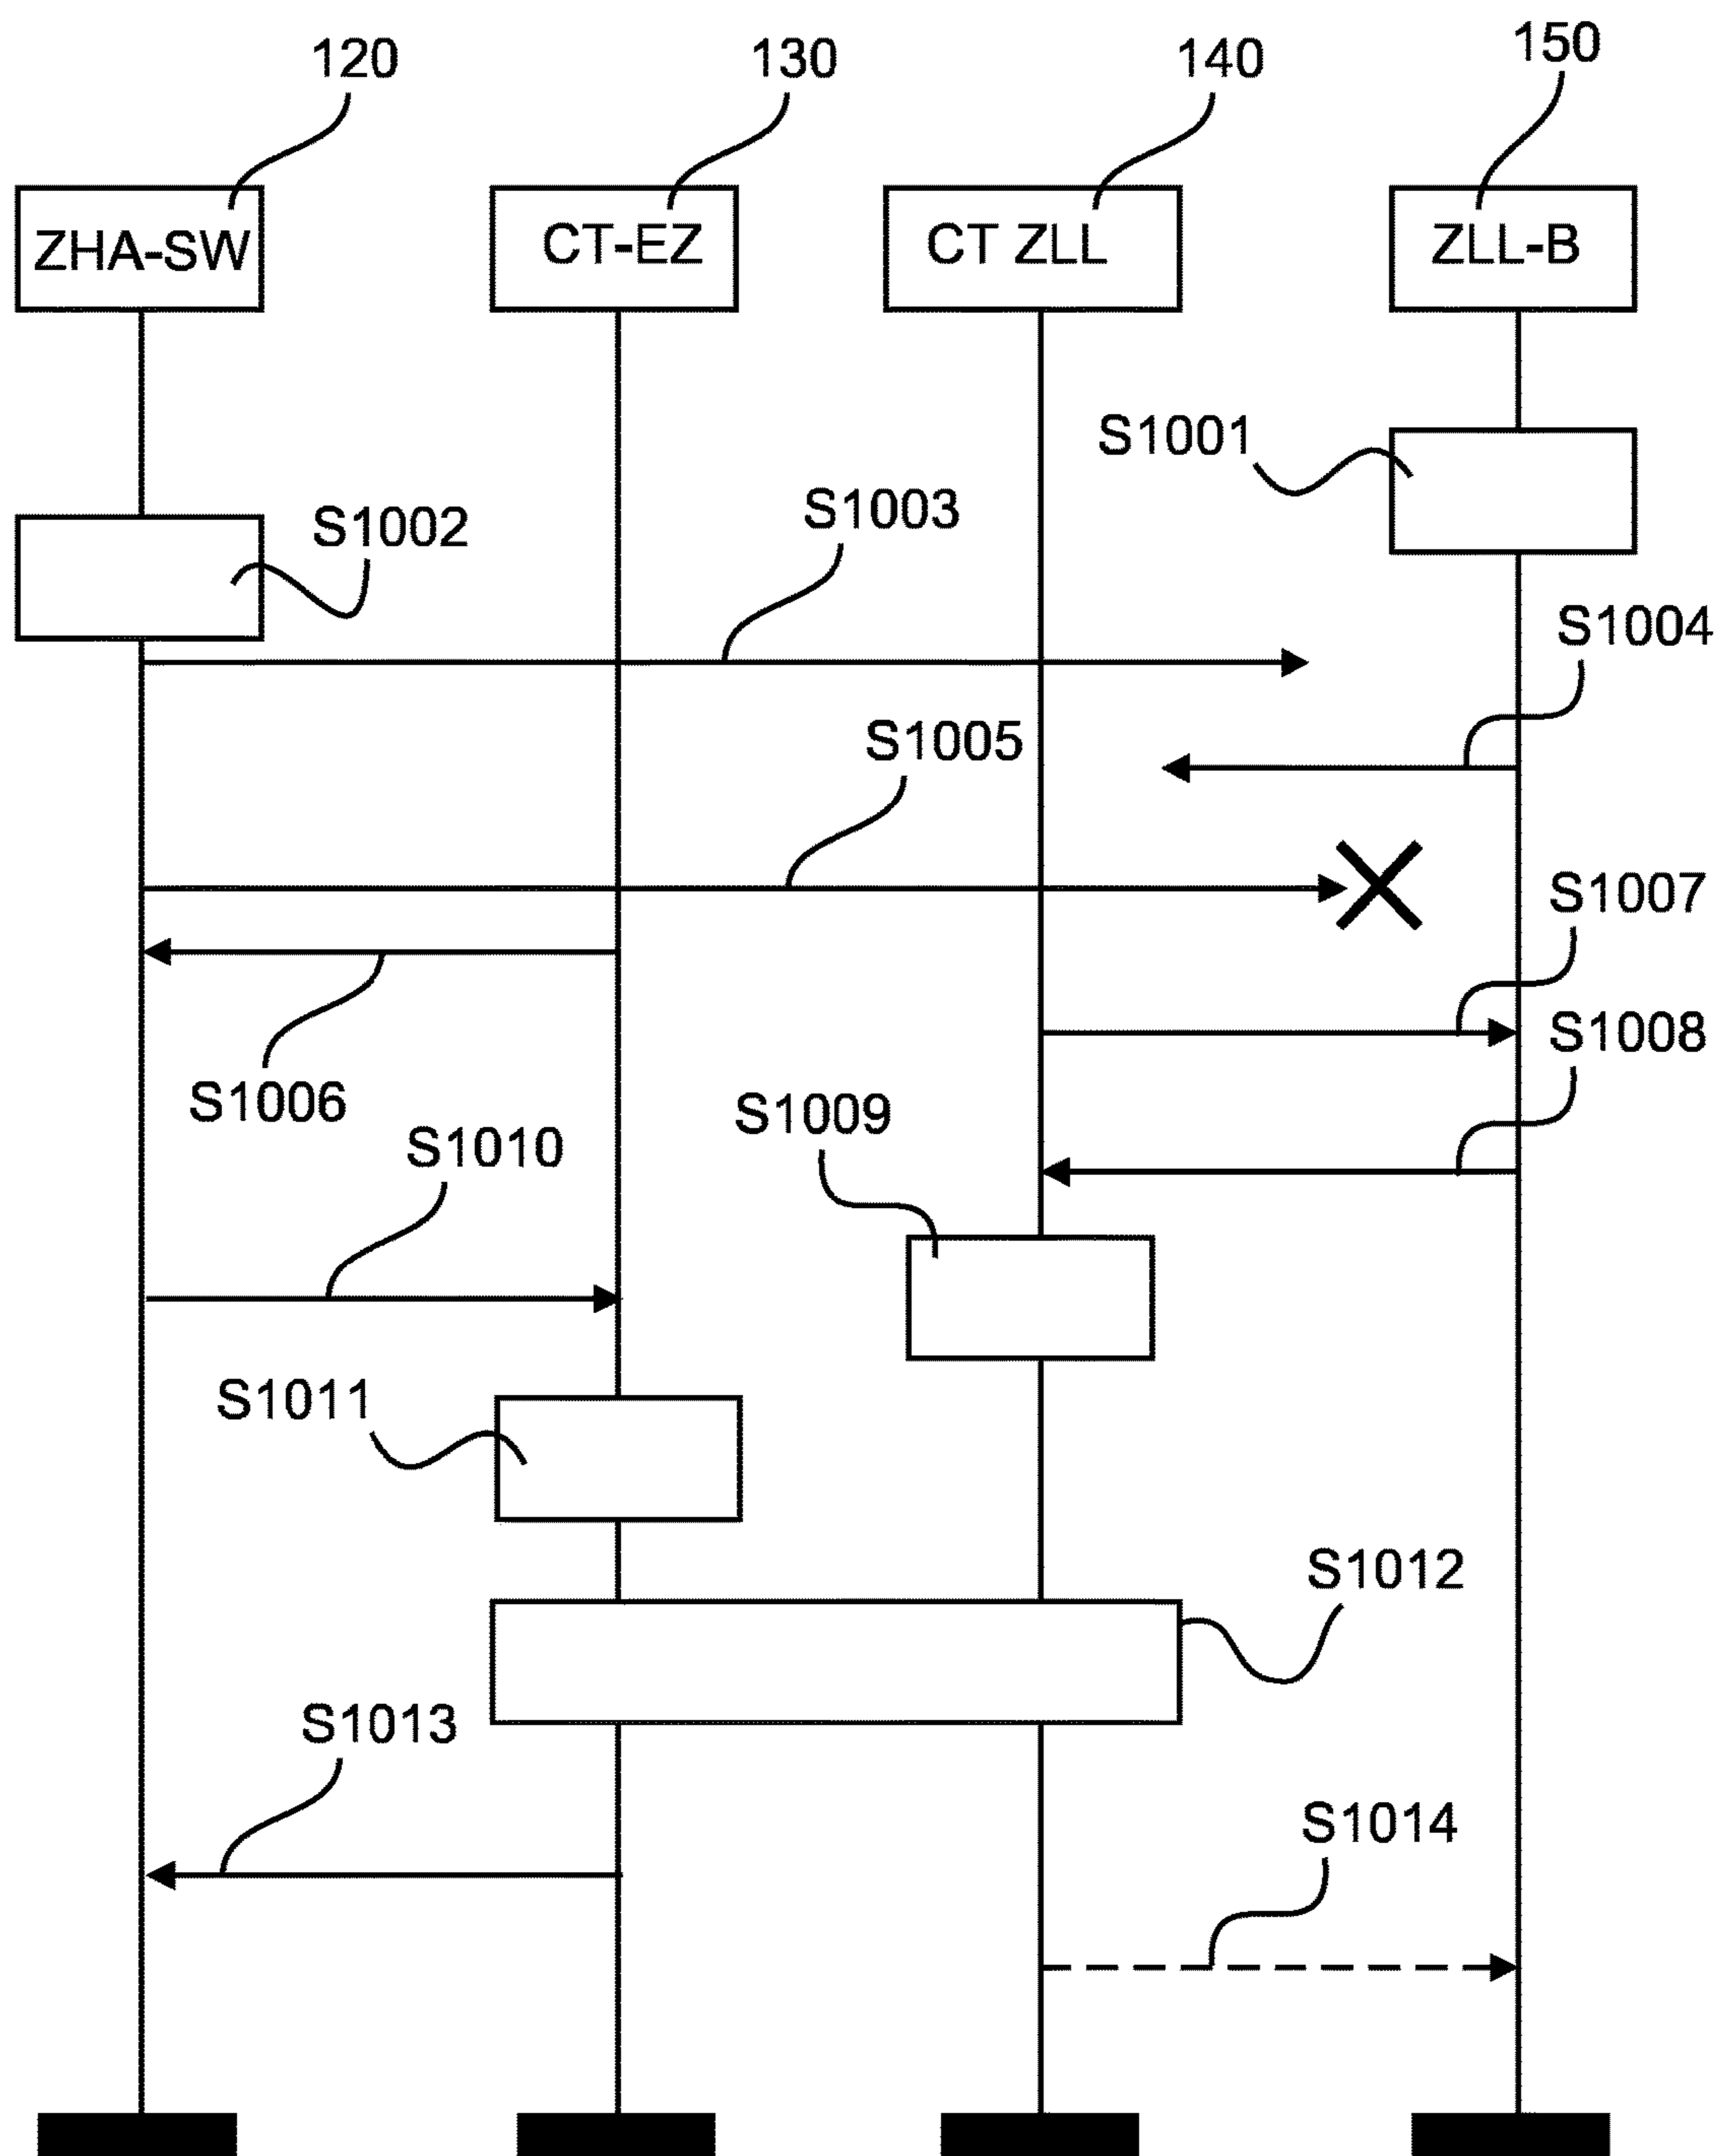 120
130
140
150
ZHA-SW
CT-EZ
CT ZLL
ZLL-B
S1001
S1002
S1003
S1004
S1005
S1007
S1006
S1008
S1009
S1010
S1011
S1012
S1013
S1014